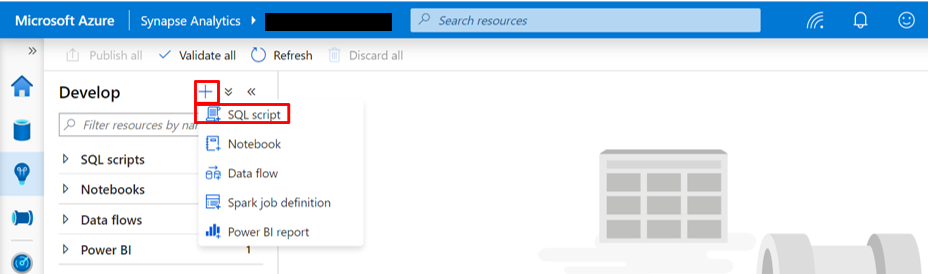 Microsoft Azure Synapse Analytics Search resources
Publish all Validate all Refresh Discard all
Develop
Filter resources by na
SQL script
Notebook
Data flow
Spark job definition
Power BI report
SQL scripts
Notebooks
Data flows
Power BI 1